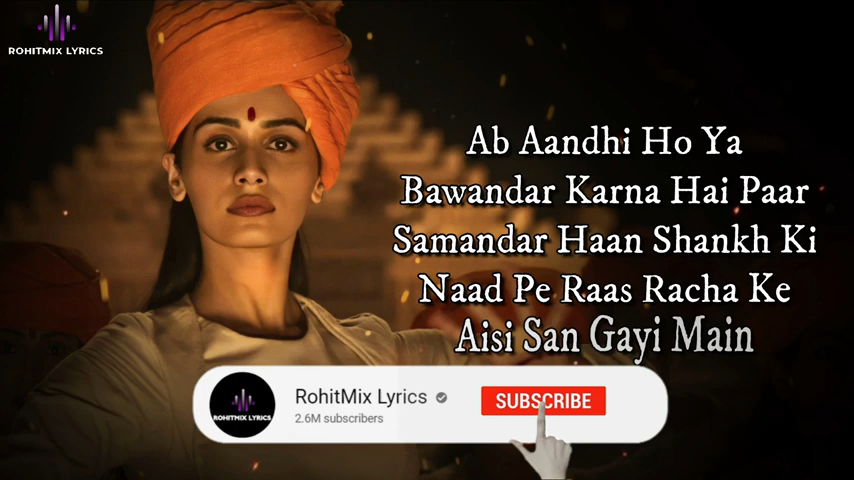 ROHITMIX LYRICS
Ab Aandhi Ho Ya
Bawandar Karna Hai Paar
Samandar Haan Shankh Ki
Naad Pe Raas Racha Ke
Aisi San Gayi Main
ROHITMIX LYRICS
RohitMix Lyrics
2.6M subscribers
SUBSCRIBE